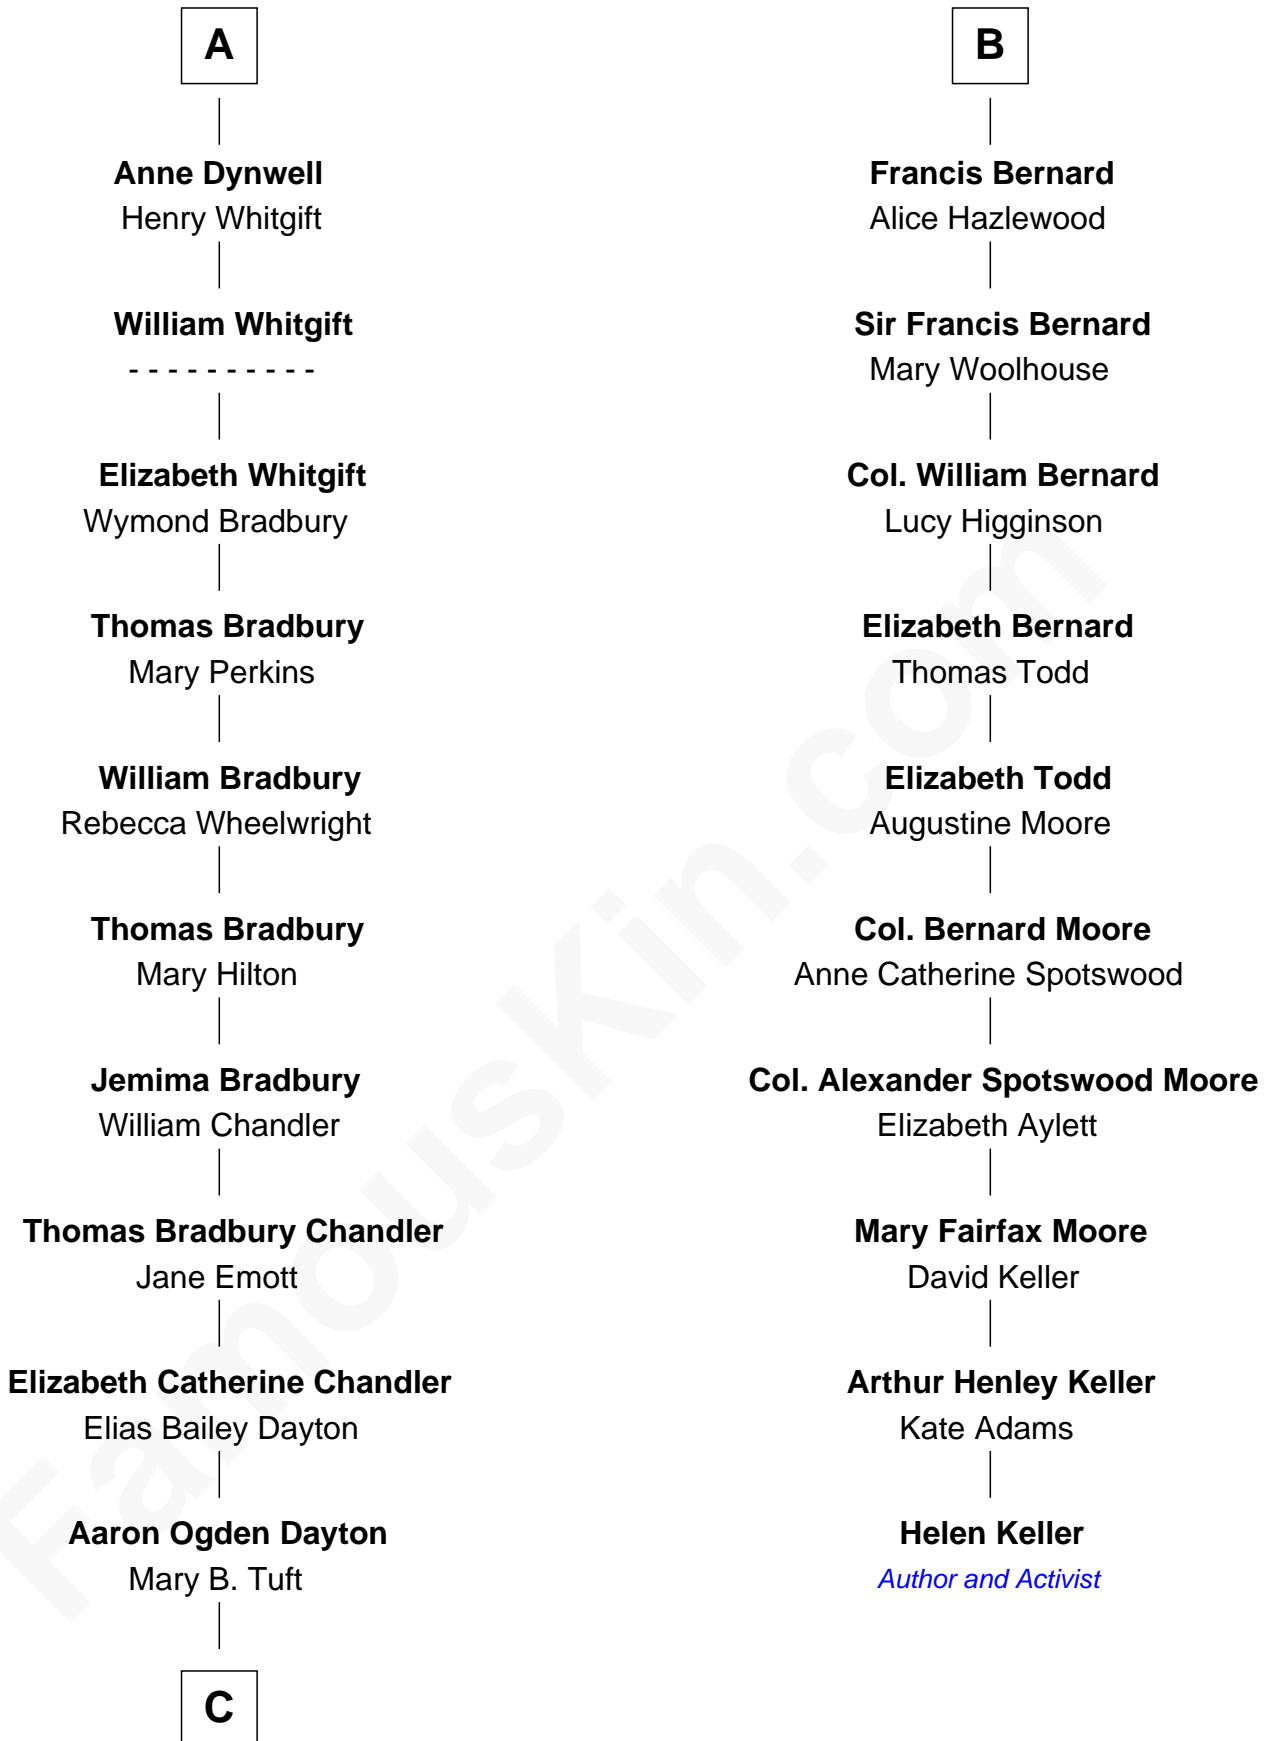 A
Anne Dynwell
Henry Whitgift
William Whitgift
- - - - - - - - - -
Elizabeth Whitgift
Wymond Bradbury
Thomas Bradbury
Mary Perkins
William Bradbury
Rebecca Wheelwright
Thomas Bradbury
Mary Hilton
Jemima Bradbury
William Chandler
Thomas Bradbury Chandler
Jane Emott
Elizabeth Catherine Chandler
Elias Bailey Dayton
Aaron Ogden Dayton
Mary B. Tuft
C
B
Francis Bernard
Alice Hazlewood
Sir Francis Bernard
Mary Woolhouse
Col. William Bernard
Lucy Higginson
Elizabeth Bernard
Thomas Todd
Elizabeth Todd
Augustine Moore
Col. Bernard Moore
Anne Catherine Spotswood
Col. Alexander Spotswood Moore
Elizabeth Aylett
Mary Fairfax Moore
David Keller
Arthur Henley Keller
Kate Adams
Helen Keller
Author and Activist
FamousKin.com